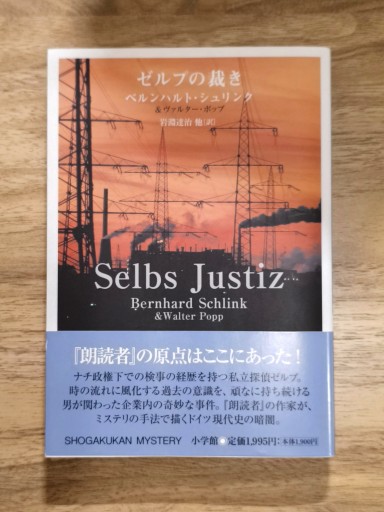 ゼルプの裁き
ベルンハルト・シュリンク
&ヴァルター・ポップ
岩淵達治 他[訳]
Selbs Justiz
Bernhard Schlink
& Walter Popp
『朗読者』の原点はここにあった!
ナチ政権下での検事の経歴を持つ私立探偵ゼルプ。
時の流れに風化する過去の意識を、頑なに持ち続ける
男が関わった企業内の奇妙な事件。『朗読者』の作家が、
ミステリの手法で描くドイツ現代史の暗闇。
SHOGAKUKAN MYSTERY 小学館●定価1,995円:本体1,900円